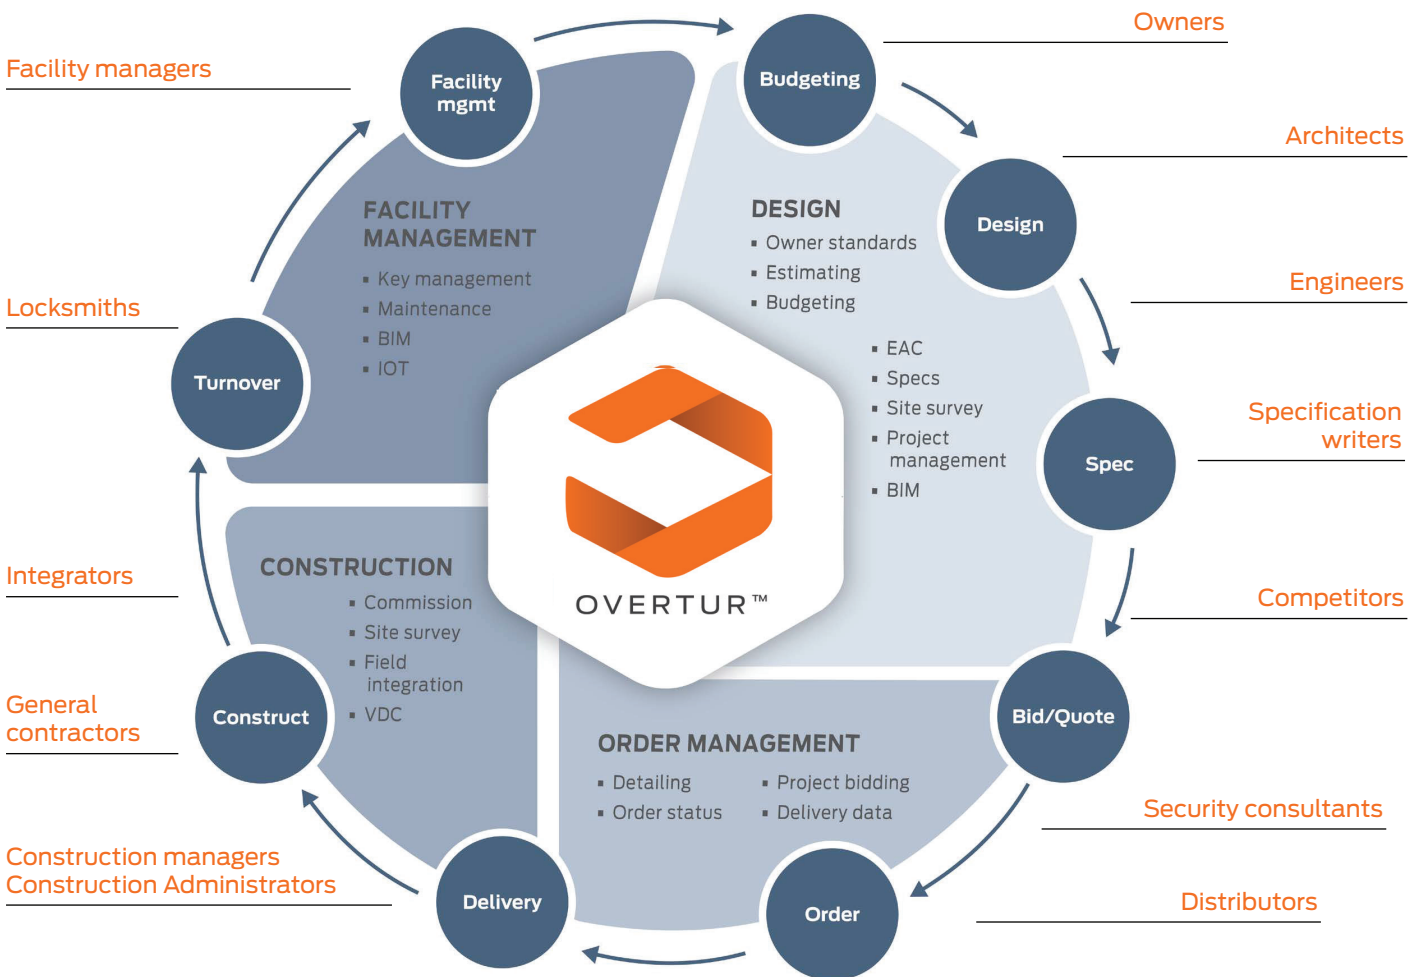 Owners
Facility managers
Facility
mgmt
Budgeting
Architects
FACILITY
MANAGEMENT
▪ Key management
▪ Maintenance
▪ BIM
▪ IOT
DESIGN
▪ Owner standards
▪ Estimating
▪ Budgeting
▪ EAC
▪ Specs
▪ Site survey
▪ Project
management
▪ BIM
Design
Engineers
Locksmiths
Turnover
Specification
writers
Spec
OVERTUR™
Integrators
CONSTRUCTION
▪ Commission
▪ Site survey
▪ Field
integration
▪ VDC
Competitors
General
contractors
Construct
Bid/Quote
ORDER MANAGEMENT
▪ Detailing
▪ Order status
▪ Project bidding
▪ Delivery data
Security consultants
Construction managers
Construction Administrators
Delivery
Order
Distributors